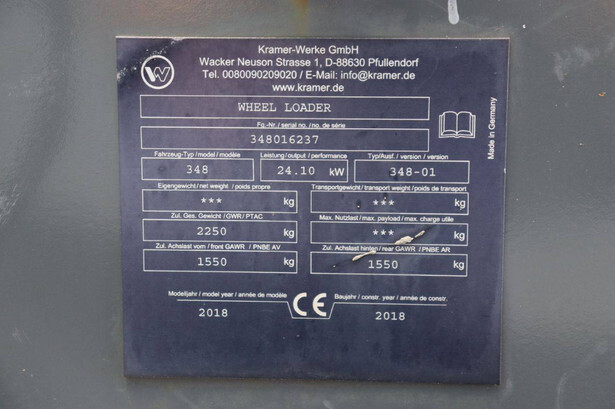 Kramer-Werke GmbH
Wacker Neuson Strasse 1, D-88630 Pfullendorf
Tel. 0080090209020 / E-Mail: info@kramer.de
www.kramer.de
WHEEL LOADER
Fg.-Nr./ serial no. /no. de série
348016237
Fahrzeug-Typ / model / modèle Leistung / output / performance Typ/Ausf. / version / version
348 24.10 kW 348-01
Eigengewicht / net weight / poids propre Transportgewicht / transport weight / poids de transport
*** kg *** kg
Zul. Ges. Gewicht / GWR / PTAC Max. Nutzlast / max. payload / max. charge utile
2250 kg *** kg
Zul. Achslast vorn / front GAWR / PNBE AV Zul. Achslast hinten / rear GAWR / PNBE AR
1550 kg 1550 kg
Modelljahr / model year / année de modèle CE Baujahr / constr. year / année de constr.
2018 2018
Made in Germany